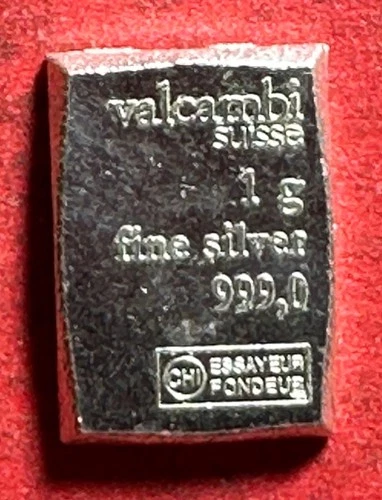 valcambi
suisse
1 g
fine silver
999,0
CHI ESSAYEUR
FONDEUR